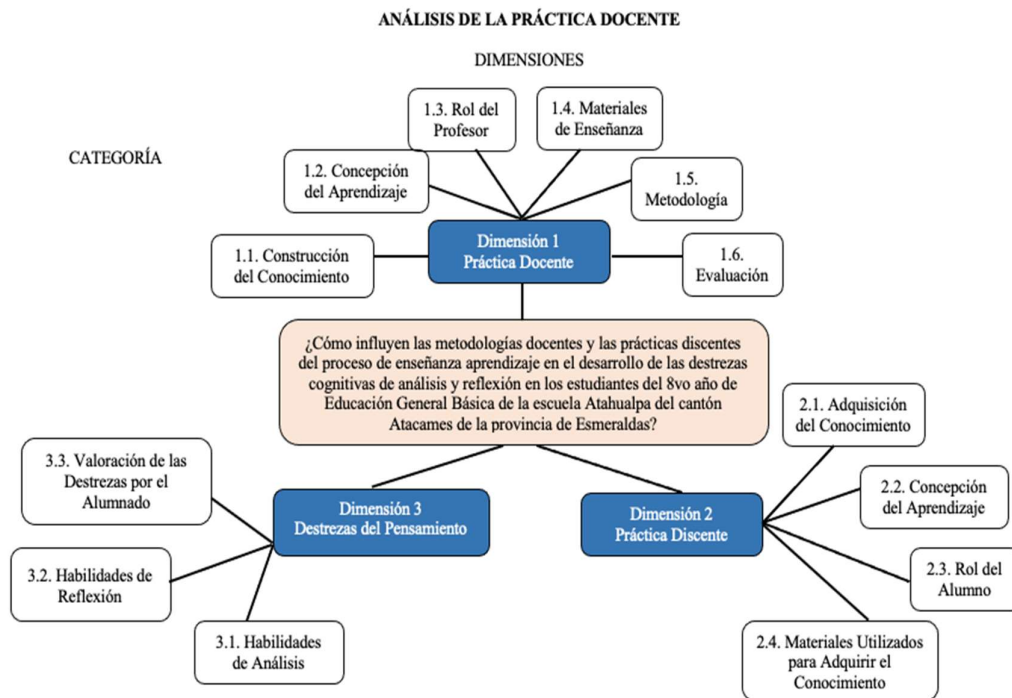 ANÁLISIS DE LA PRÁCTICA DOCENTE
DIMENSIONES
CATEGORÍA
1.3. Rol del
Profesor
1.4. Materiales
de Enseñanza
1.2. Concepción
del Aprendizaje
1.5.
Metodología
1.1. Construcción
del Conocimiento
Dimensión 1
Práctica Docente
1.6.
Evaluación
¿Cómo influyen las metodologías docentes y las prácticas discentes
del proceso de enseñanza aprendizaje en el desarrollo de las destrezas
cognitivas de análisis y reflexión en los estudiantes del 8vo año de
Educación General Básica de la escuela Atahualpa del cantón
Atacames de la provincia de Esmeraldas?
2.1. Adquisición
del Conocimiento
3.3. Valoración de las
Destrezas por el
Alumnado
Dimensión 3
Destrezas del Pensamiento
Dimensión 2
Práctica Discente
2.2. Concepción
del Aprendizaje
3.2. Habilidades de
Reflexión
2.3. Rol del
Alumno
3.1. Habilidades
de Análisis
2.4. Materiales Utilizados
para Adquirir el
Conocimiento